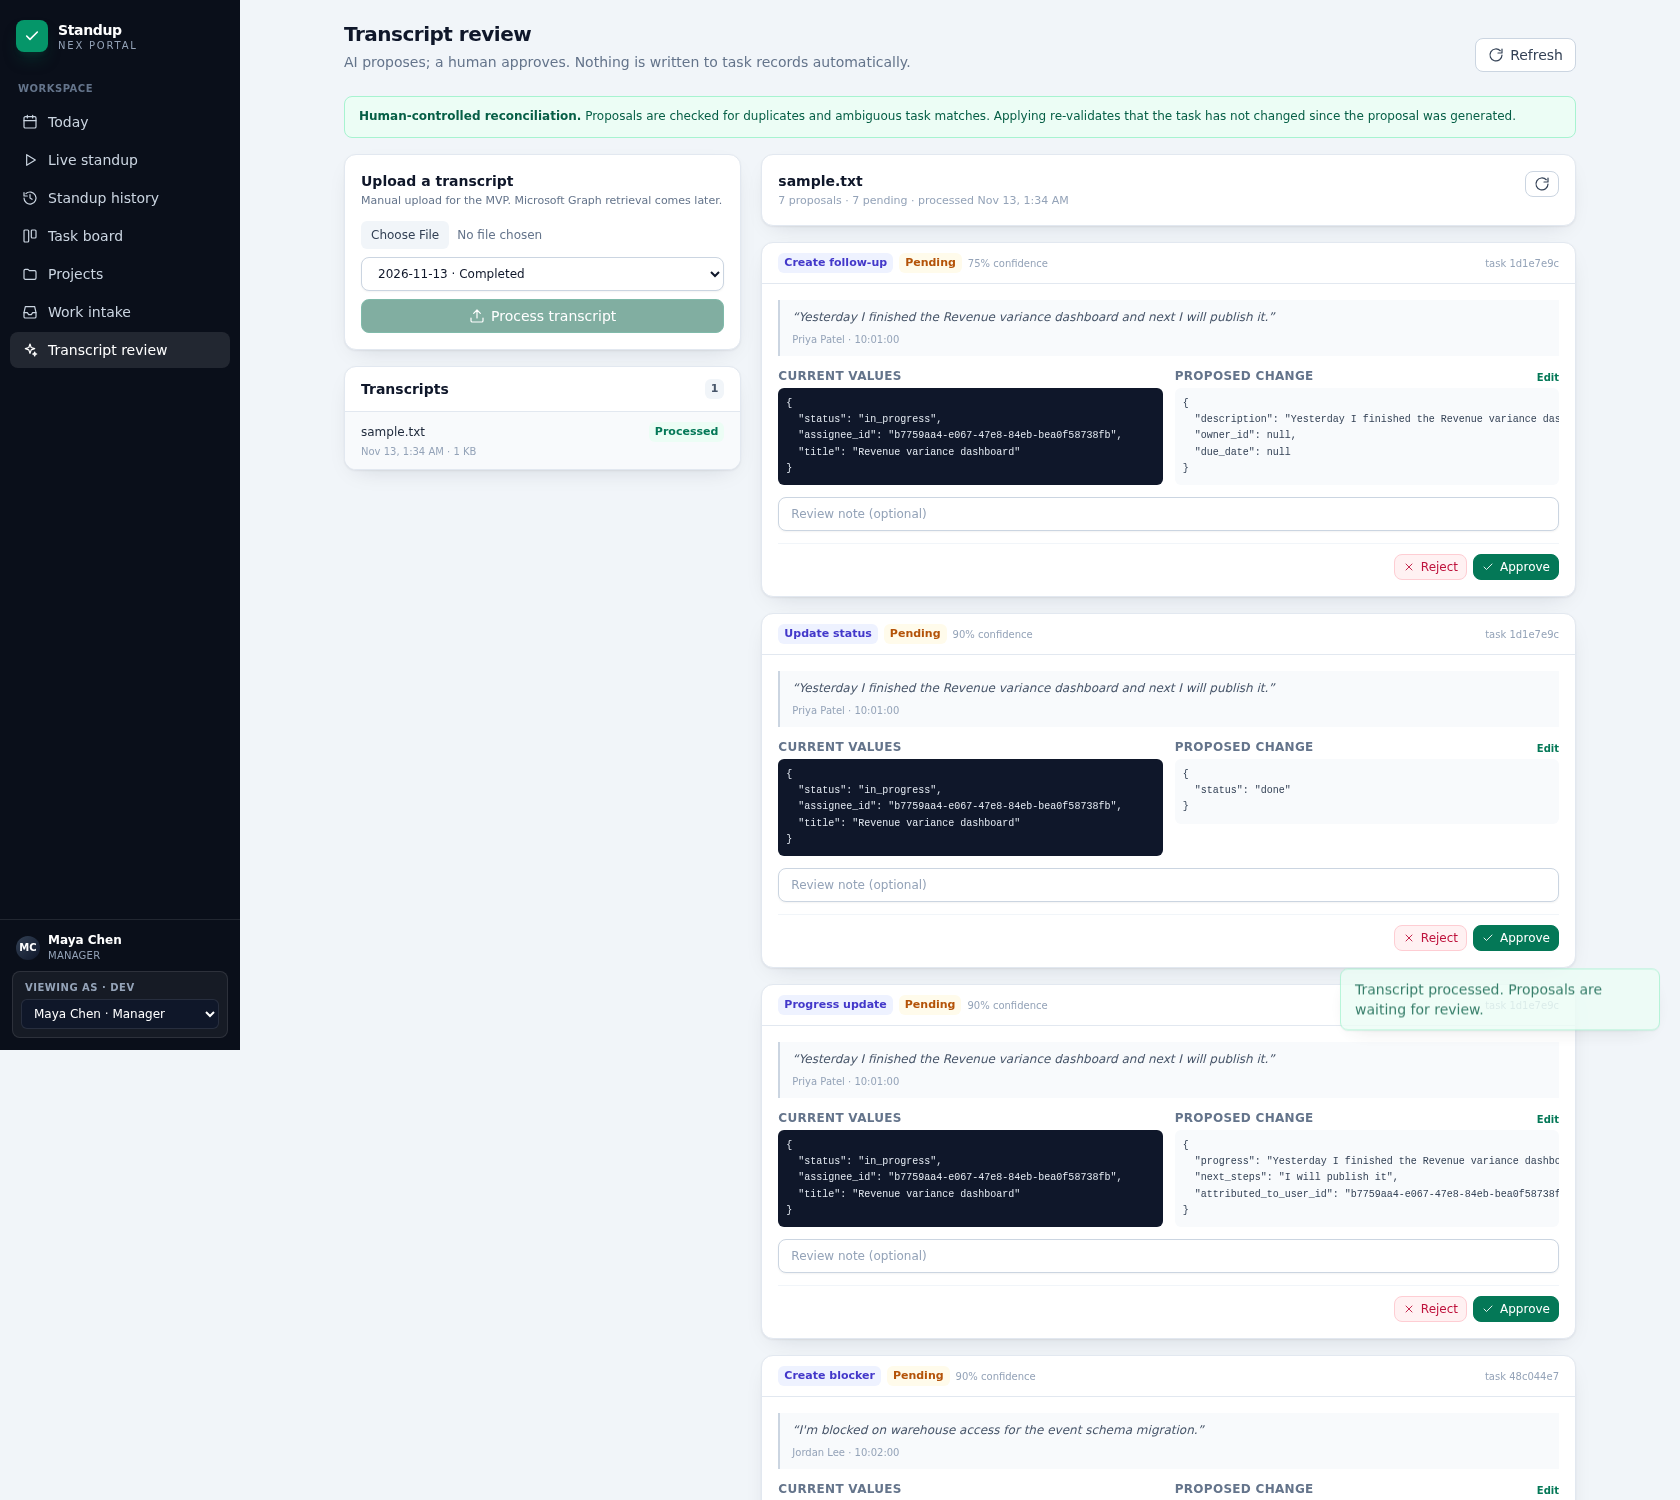 Standup
NEX PORTAL
WORKSPACE
Today
Live standup
Standup history
Task board
Projects
Work intake
Transcript review
MC
Maya Chen
MANAGER
VIEWING AS · DEV
Maya Chen · Manager
Transcript review
AI proposes; a human approves. Nothing is written to task records automatically.
Refresh
Human-controlled reconciliation. Proposals are checked for duplicates and ambiguous task matches. Applying re-validates that the task has not changed since the proposal was generated.
Upload a transcript
Manual upload for the MVP. Microsoft Graph retrieval comes later.
Choose File No file chosen
2026-11-13 · Completed
Process transcript
Transcripts
1
sample.txt
Processed
Nov 13, 1:34 AM · 1 KB
sample.txt
7 proposals · 7 pending · processed Nov 13, 1:34 AM
Create follow-up Pending 75% confidence
task 1d1e7e9c
“Yesterday I finished the Revenue variance dashboard and next I will publish it.”
Priya Patel · 10:01:00
CURRENT VALUES
{
"status": "in_progress",
"assignee_id": "b7759aa4-e067-47e8-84eb-bea0f58738fb",
"title": "Revenue variance dashboard"
}
PROPOSED CHANGE
Edit
{
"description": "Yesterday I finished the Revenue variance das
"owner_id": null,
"due_date": null
}
Review note (optional)
Reject
Approve
Update status Pending 90% confidence
task 1d1e7e9c
“Yesterday I finished the Revenue variance dashboard and next I will publish it.”
Priya Patel · 10:01:00
CURRENT VALUES
{
"status": "in_progress",
"assignee_id": "b7759aa4-e067-47e8-84eb-bea0f58738fb",
"title": "Revenue variance dashboard"
}
PROPOSED CHANGE
Edit
{
"status": "done"
}
Review note (optional)
Reject
Approve
Progress update Pending 90% confidence
task 1d1e7e9c
Transcript processed. Proposals are
waiting for review.
“Yesterday I finished the Revenue variance dashboard and next I will publish it.”
Priya Patel · 10:01:00
CURRENT VALUES
{
"status": "in_progress",
"assignee_id": "b7759aa4-e067-47e8-84eb-bea0f58738fb",
"title": "Revenue variance dashboard"
}
PROPOSED CHANGE
Edit
{
"progress": "Yesterday I finished the Revenue variance dashbo
"next_steps": "I will publish it",
"attributed_to_user_id": "b7759aa4-e067-47e8-84eb-bea0f58738f
}
Review note (optional)
Reject
Approve
Create blocker Pending 90% confidence
task 48c044e7
“I'm blocked on warehouse access for the event schema migration.”
Jordan Lee · 10:02:00
CURRENT VALUES
PROPOSED CHANGE
Edit